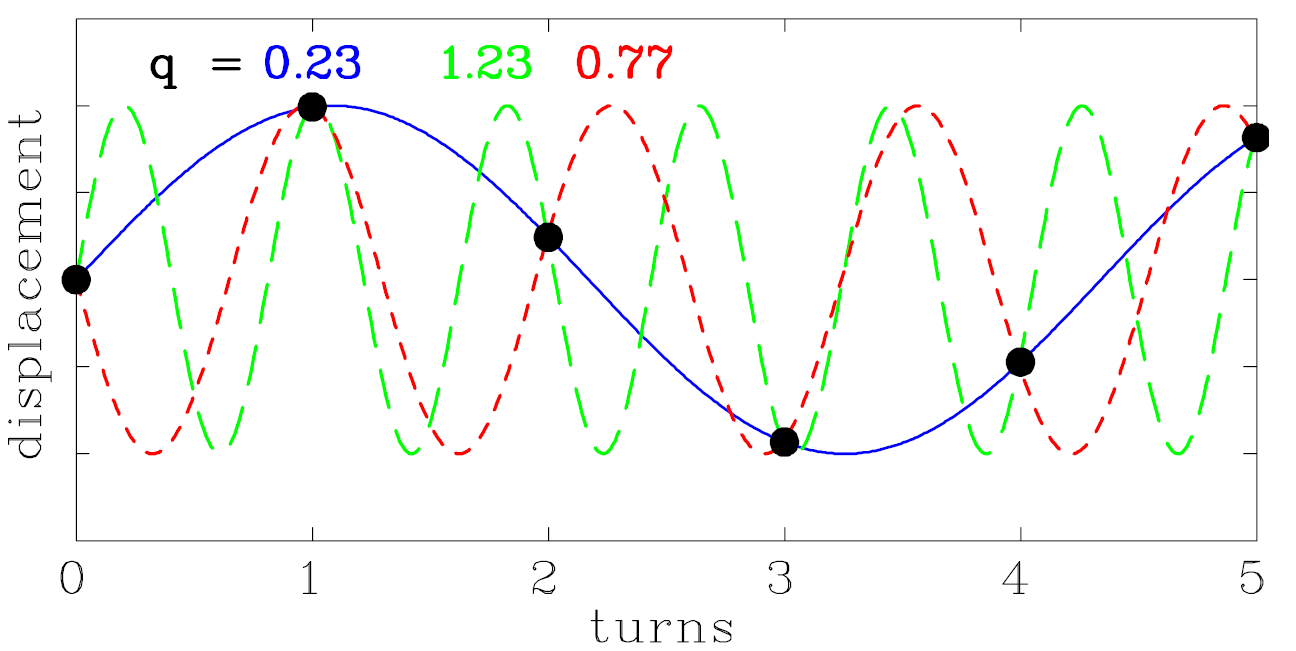 q = 0.23 1.23 0.77
displacement
0 1 2 3 4 5
turns